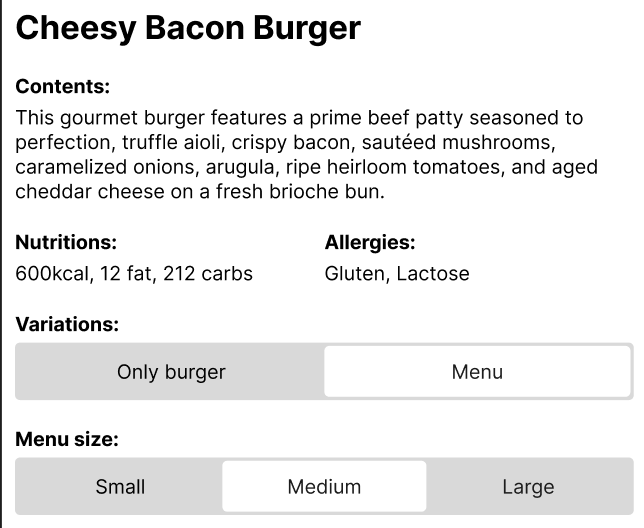 Cheesy Bacon Burger
Contents:
This gourmet burger features a prime beef patty seasoned to
perfection, truffle aioli, crispy bacon, sautéed mushrooms,
caramelized onions, arugula, ripe heirloom tomatoes, and aged
cheddar cheese on a fresh brioche bun.
Nutritions:
600kcal, 12 fat, 212 carbs
Allergies:
Gluten, Lactose
Variations:
Only burger
Menu
Menu size:
Small
Medium
Large